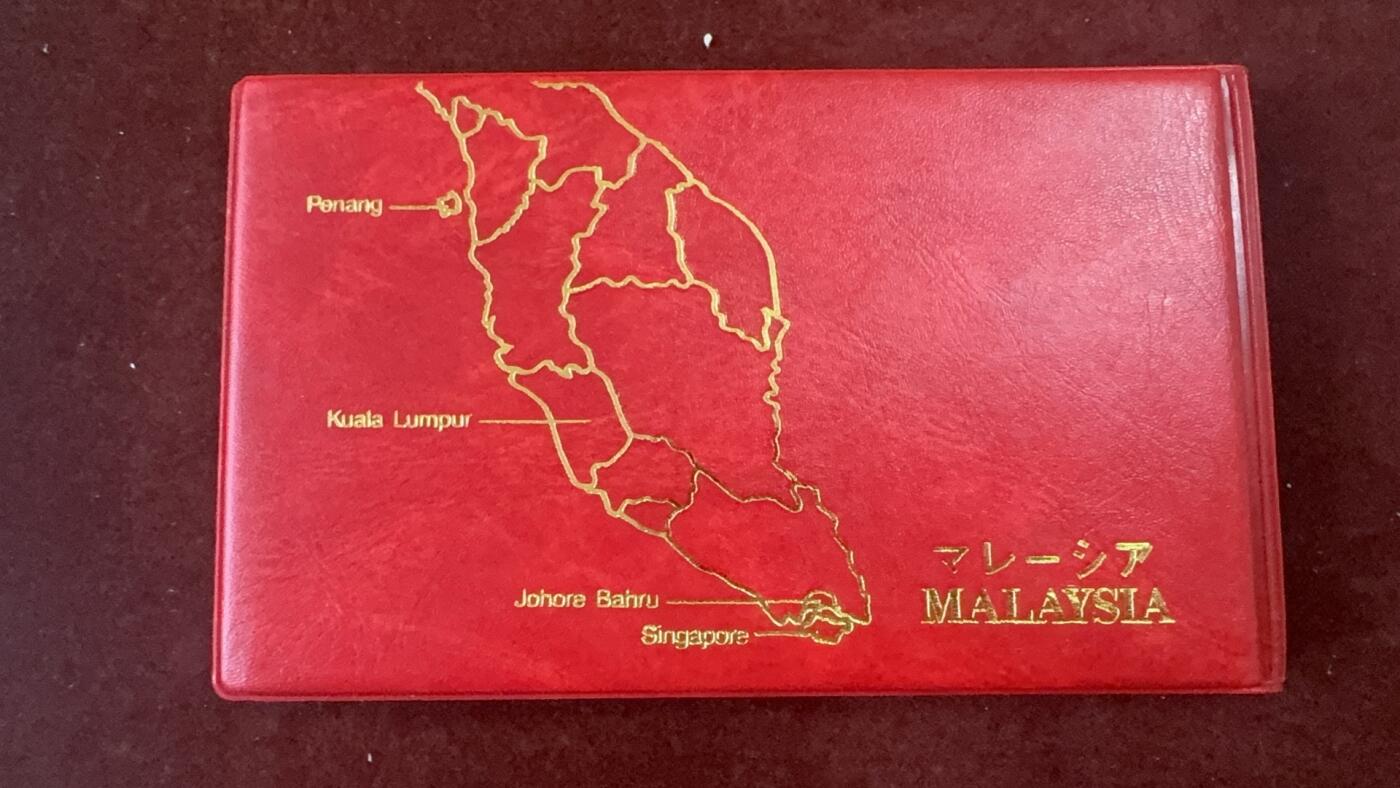 Penang
Kuala Lumpur
Johore Bahru
Singapore
マレーシア
MALAYSIA